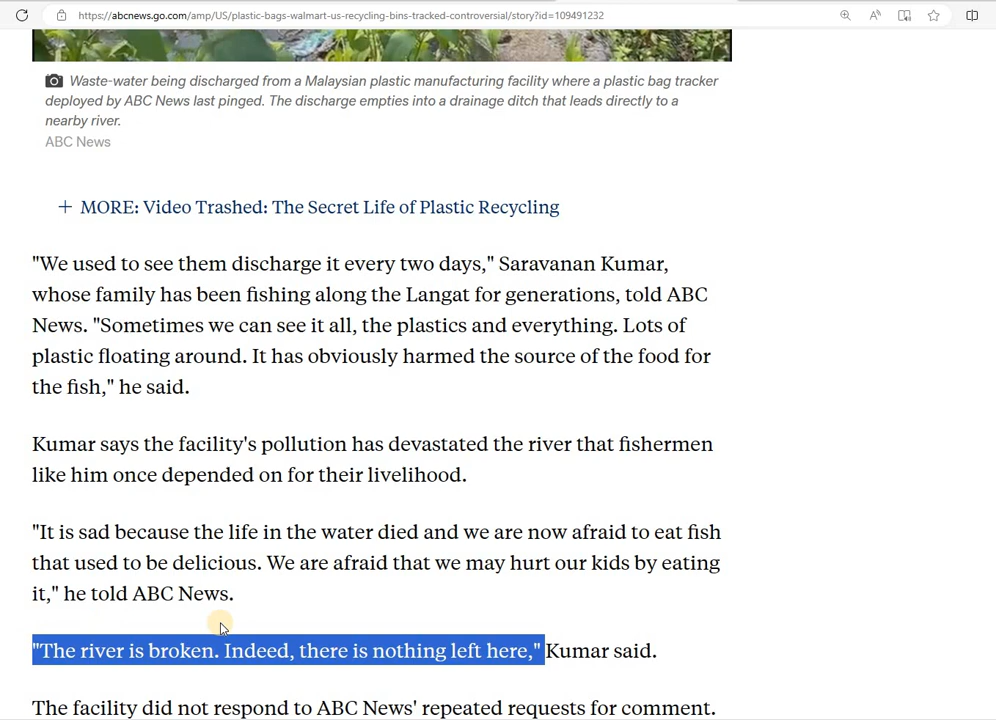 https://abcnews.go.com/amp/US/plastic-bags-walmart-us-recycling-bins-tracked-controversial/story?id=109491232
Waste-water being discharged from a Malaysian plastic manufacturing facility where a plastic bag tracker
deployed by ABC News last pinged. The discharge empties into a drainage ditch that leads directly to a
nearby river.
ABC News
+ MORE: Video Trashed: The Secret Life of Plastic Recycling
"We used to see them discharge it every two days," Saravanan Kumar,
whose family has been fishing along the Langat for generations, told ABC
News. "Sometimes we can see it all, the plastics and everything. Lots of
plastic floating around. It has obviously harmed the source of the food for
the fish," he said.
Kumar says the facility's pollution has devastated the river that fishermen
like him once depended on for their livelihood.
"It is sad because the life in the water died and we are now afraid to eat fish
that used to be delicious. We are afraid that we may hurt our kids by eating
it," he told ABC News.
"The river is broken. Indeed, there is nothing left here," Kumar said.
The facility did not respond to ABC News' repeated requests for comment.